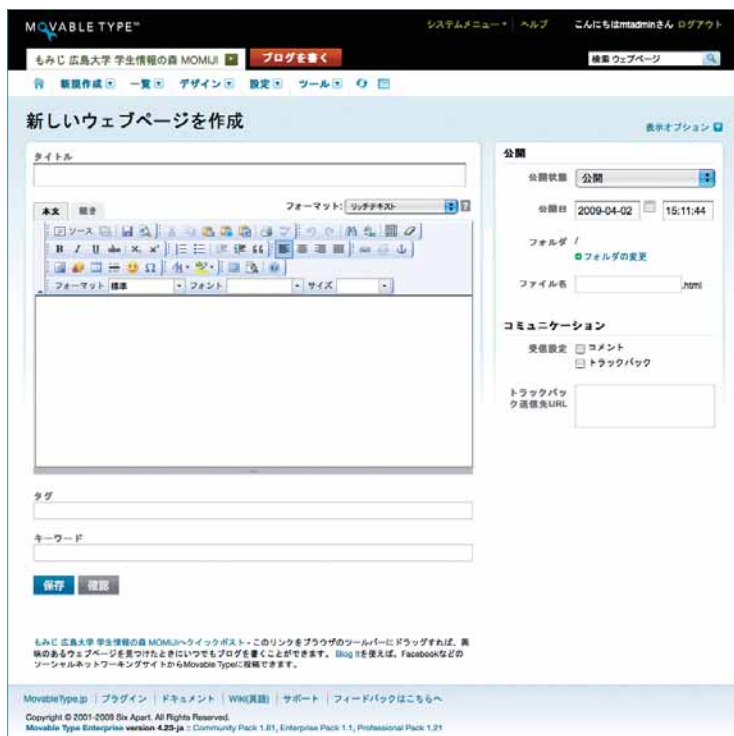 MOVABLE TYPE™
システムメニュー ヘルプ こんにちはmtadminさん ログアウト
もみじ 広島大学 学生情報の森 MOMIJI ブログを書く
検索 ウェブページ
新規作成 一覧 デザイン 設定 ツール
新しいウェブページを作成
表示オプション
タイトル
本文 続き
フォーマット: リッチテキスト
ソース
B I U abc x₂ x²
フォーマット 標準 フォント サイズ
タグ
キーワード
保存 確認
公開
公開状態 公開
公開日 2009-04-02 15:11:44
フォルダ /
フォルダの変更
ファイル名 .html
コミュニケーション
受信設定 コメント
トラックバック
トラックバッ
ク送信先URL
もみじ 広島大学 学生情報の森 MOMIJIへクイックポスト - このリンクをブラウザのツールバーにドラッグすれば、興
味のあるウェブページを見つけたときにいつでもブログを書くことができます。 Blog Itを使えば、Facebookなどの
ソーシャルネットワーキングサイトからMovable Typeに投稿できます。
MovableType.jp | プラグイン | ドキュメント | Wiki(英語) | サポート | フィードバックはこちらへ
Copyright © 2001-2009 Six Apart. All Rights Reserved.
Movable Type Enterprise version 4.25-ja :: Community Pack 1.61, Enterprise Pack 1.1, Professional Pack 1.21